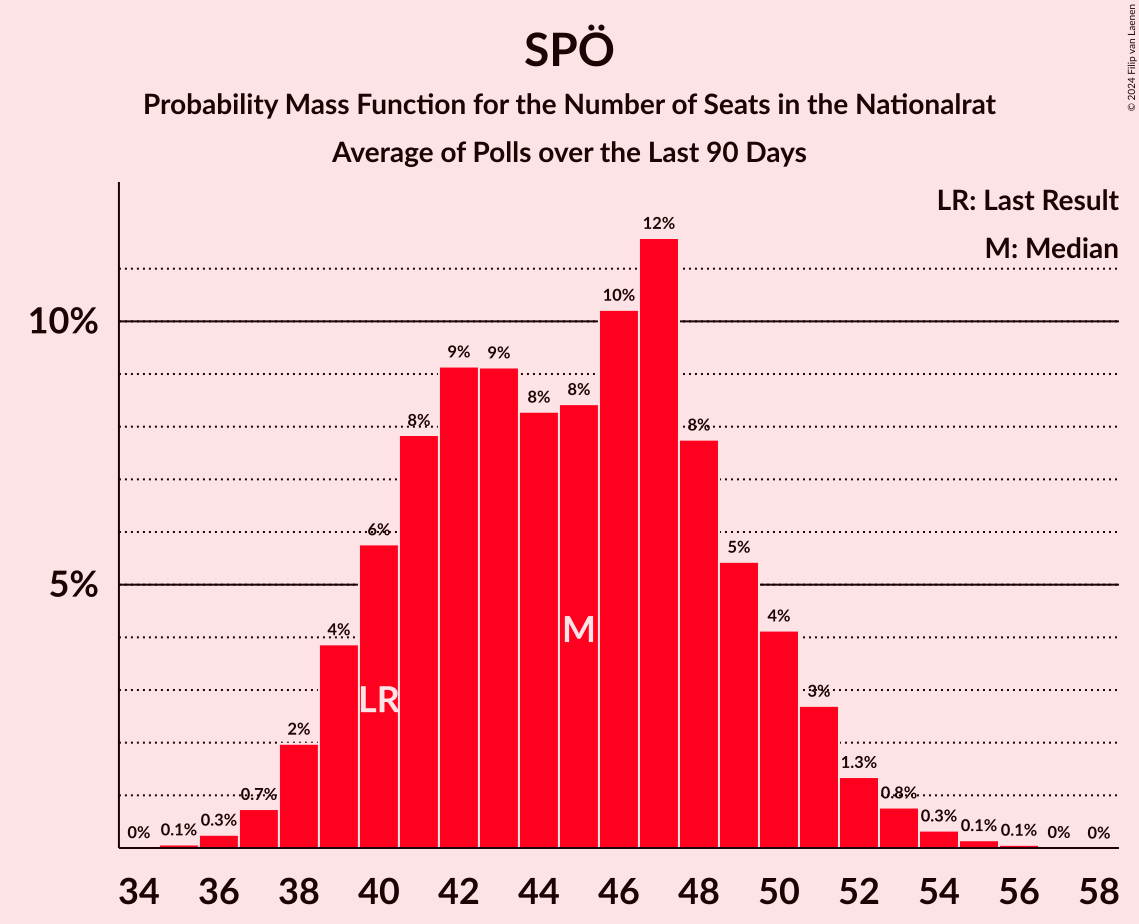 SPÖ
Probability Mass Function for the Number of Seats in the Nationalrat
Average of Polls over the Last 90 Days
© 2024 Filip van Laenen
LR: Last Result
M: Median
12%
10%
10%
9% 9%
8% 8% 8% 8%
6%
5%
5%
4% M 4%
LR 3%
2%
1.3%
0.7% 0.8%
0% 0.1% 0.3% 0.3% 0.1% 0.1% 0% 0%
34 36 38 40 42 44 46 48 50 52 54 56 58